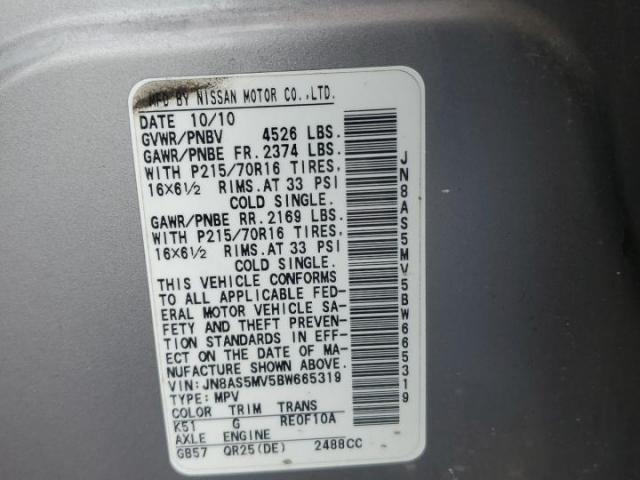 MFD BY NISSAN MOTOR CO.,LTD.
DATE 10/10
GVWR/PNBV 4526 LBS.
GAWR/PNBE FR. 2374 LBS.
WITH P215/70R16 TIRES,
16×6½ RIMS.AT 33 PSI
COLD SINGLE.
GAWR/PNBE RR. 2169 LBS.
WITH P215/70R16 TIRES,
16×6½ RIMS.AT 33 PSI
COLD SINGLE.
THIS VEHICLE CONFORMS
TO ALL APPLICABLE FED-
ERAL MOTOR VEHICLE SA-
FETY AND THEFT PREVEN-
TION STANDARDS IN EFF-
ECT ON THE DATE OF MA-
NUFACTURE SHOWN ABOVE.
VIN: JN8AS5MV5BW665319
TYPE: MPV
COLOR TRIM TRANS
K51 G RE0F10A
AXLE ENGINE
GB57 QR25(DE) 2488CC
JN8AS5MV5BW665319